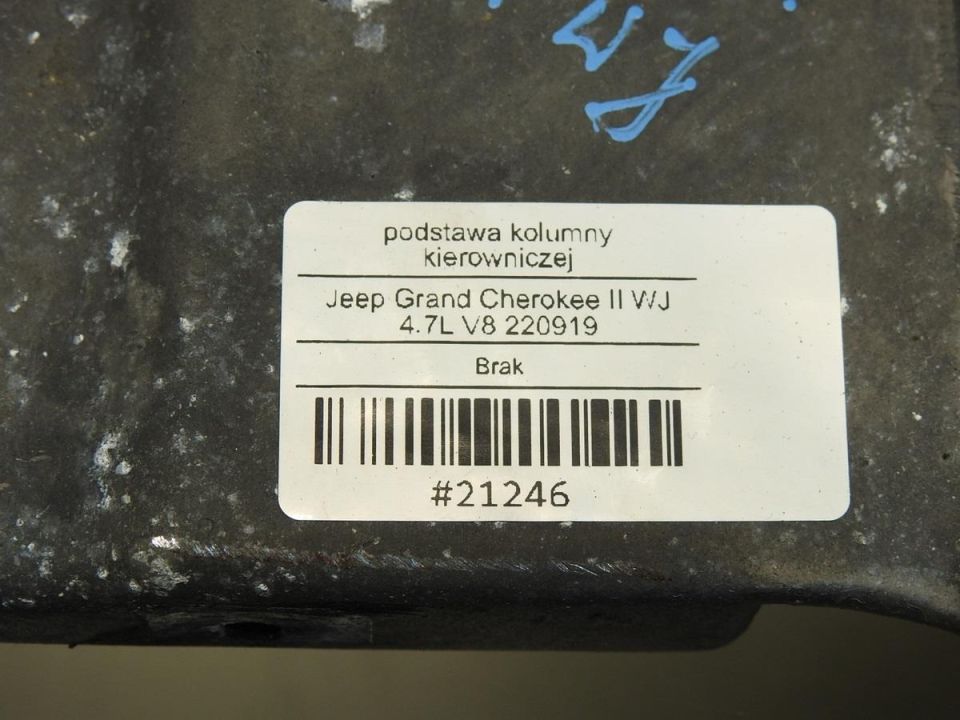 podstawa kolumny
kierowniczej
Jeep Grand Cherokee II WJ
4.7L V8 220919
Brak
#21246